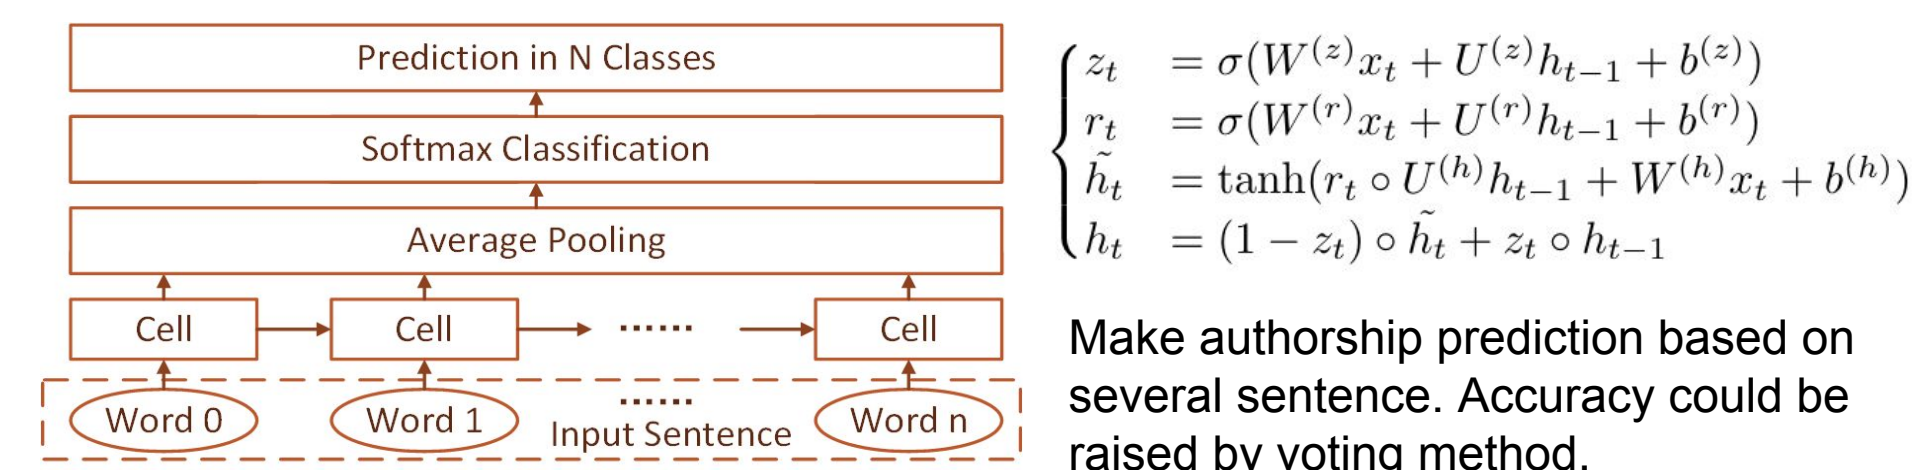 Prediction in N Classes
Softmax Classification
Average Pooling
Cell Cell ...... Cell
Word 0 Word 1 ...... Word n
Input Sentence
z_t = σ(W^{(z)}x_t + U^{(z)}h_{t−1} + b^{(z)})
r_t = σ(W^{(r)}x_t + U^{(r)}h_{t−1} + b^{(r)})
\tilde{h}_t = tanh(r_t ∘ U^{(h)}h_{t−1} + W^{(h)}x_t + b^{(h)})
h_t = (1 − z_t) ∘ \tilde{h}_t + z_t ∘ h_{t−1}
Make authorship prediction based on
several sentence. Accuracy could be
raised by voting method.